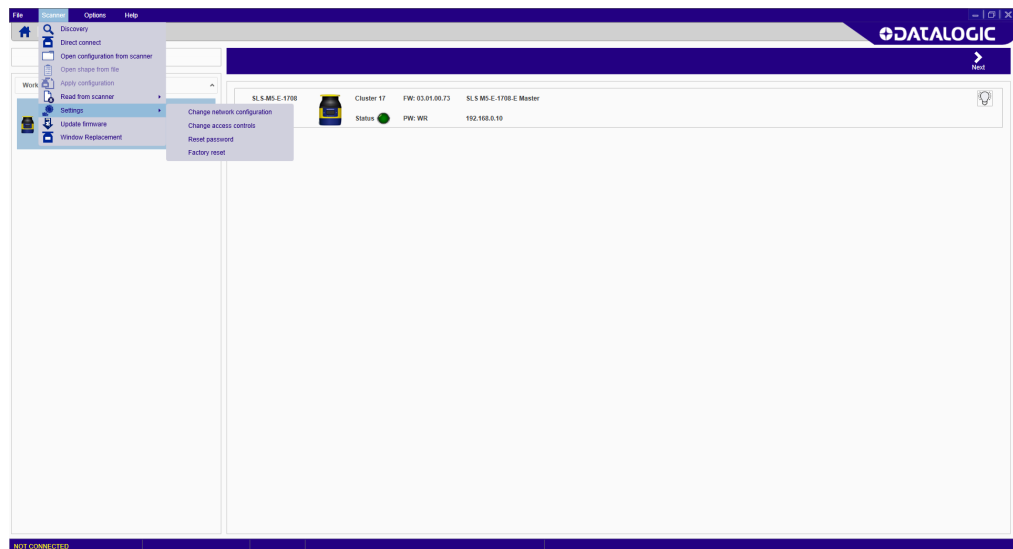 File Scanner Options Help
DATALOGIC
Discovery
Direct connect
Open configuration from scanner
Open shape from file
Apply configuration
Read from scanner
Settings
Update firmware
Window Replacement
Change network configuration
Change access controls
Reset password
Factory reset
Next
Work
SLS-M5-E-1708 Cluster 17 FW: 03.01.00.73 SLS M5-E-1708-E Master
Status PW: WR 192.168.0.10
NOT CONNECTED